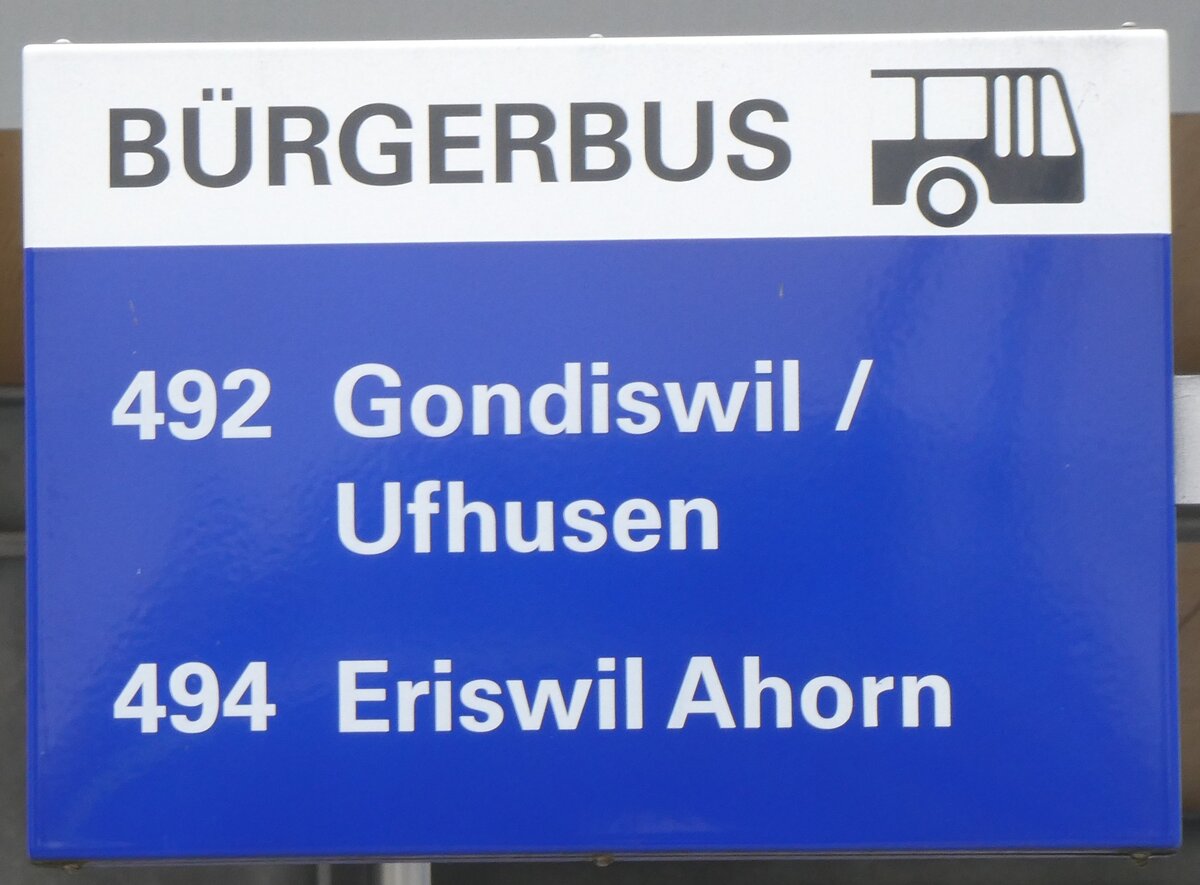 BÜRGERBUS
492 Gondiswil /
Ufhusen
494 Eriswil Ahorn